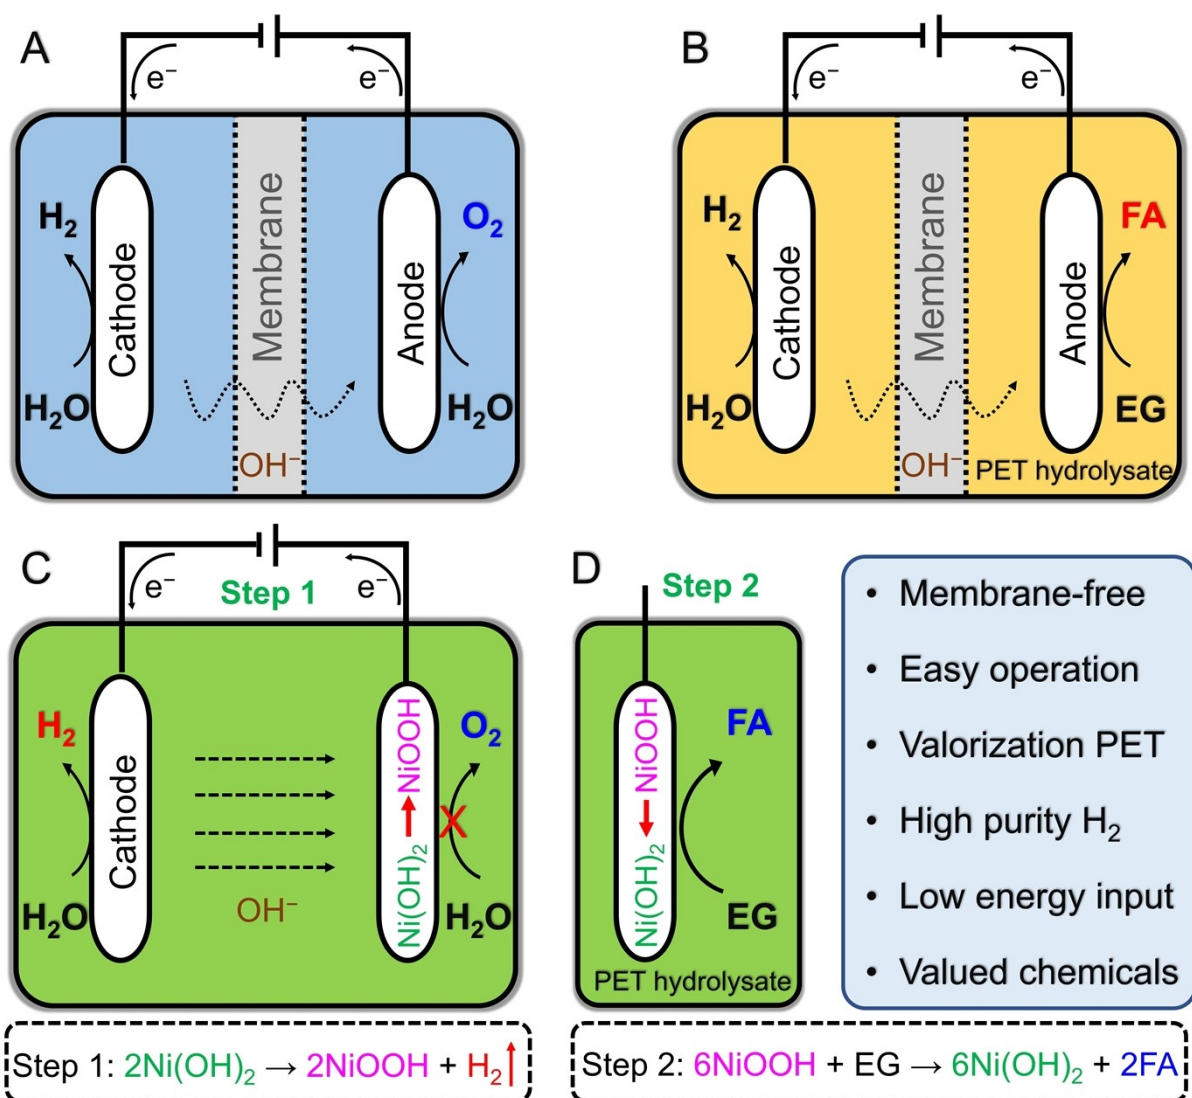 A
e⁻
e⁻
H₂
Cathode
H₂O
Membrane
OH⁻
Anode
O₂
H₂O
B
e⁻
e⁻
H₂
Cathode
H₂O
Membrane
OH⁻
Anode
FA
EG
PET hydrolysate
C
e⁻
Step 1
e⁻
H₂
Cathode
H₂O
OH⁻
Ni(OH)₂
NiOOH
X
O₂
H₂O
D
Step 2
Ni(OH)₂
NiOOH
FA
EG
PET hydrolysate
• Membrane-free
• Easy operation
• Valorization PET
• High purity H₂
• Low energy input
• Valued chemicals
Step 1: 2Ni(OH)₂ → 2NiOOH + H₂↑
Step 2: 6NiOOH + EG → 6Ni(OH)₂ + 2FA